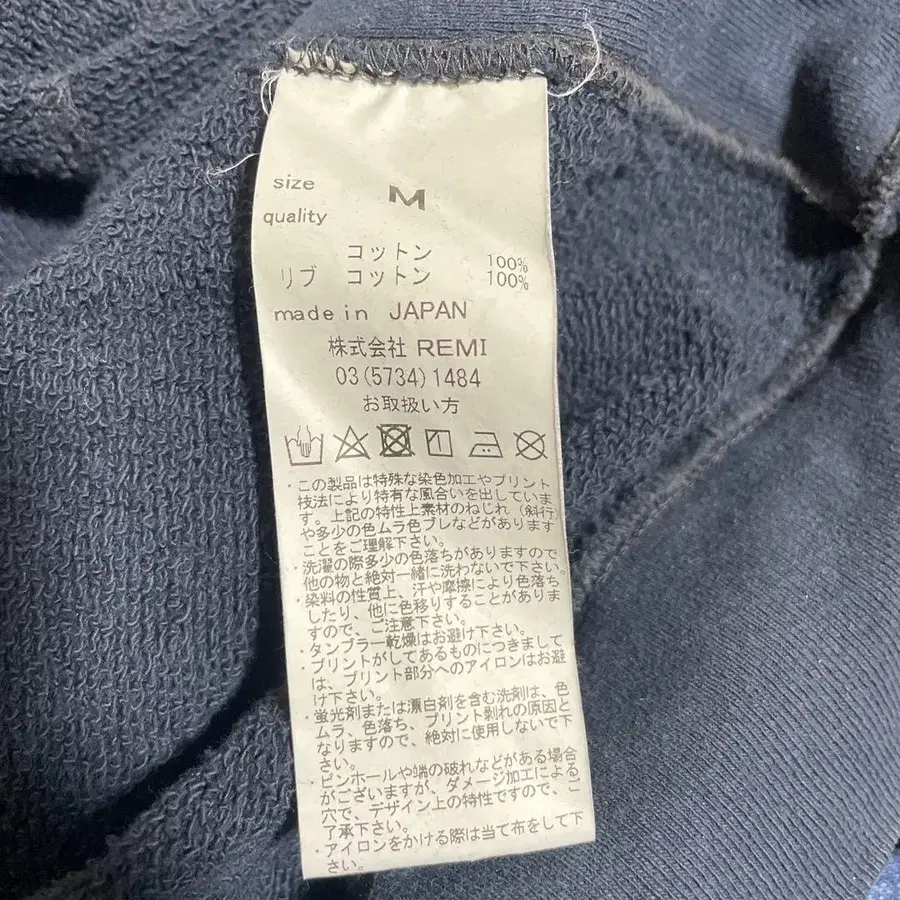 size M
quality
コットン 100%
リブ コットン 100%
made in JAPAN
株式会社 REMI
03(5734)1484
お取扱い方
・この製品は特殊な染色加工やプリント
技法により特有な風合いを出していま
す。上記の特性上素材のねじれ(斜行)
や多少の色ムラ色ブレなどがあります
ことをご理解下さい。
・洗濯の際多少の色落ちがありますので
他の物と絶対一緒に洗わないで下さい。
・染料の性質上、汗や摩擦により色落ち
したり、他に色移りすることがありま
すので、ご注意下さい。
・タンブラー乾燥はお避け下さい。
・プリントがしてあるものにつきまして
は、プリント部分へのアイロンはお避
け下さい。
・蛍光剤または漂白剤を含む洗剤は、色
ムラ、色落ち、プリント剥れの原因と
なりますので、絶対に使用しないで下
さい。
ピンホールや端の破れなどがある場合
がございますが、ダメージ加工による
穴で、デザイン上の特性ですので、ご
了承下さい。
・アイロンをかける際は当て布をして下
さい。